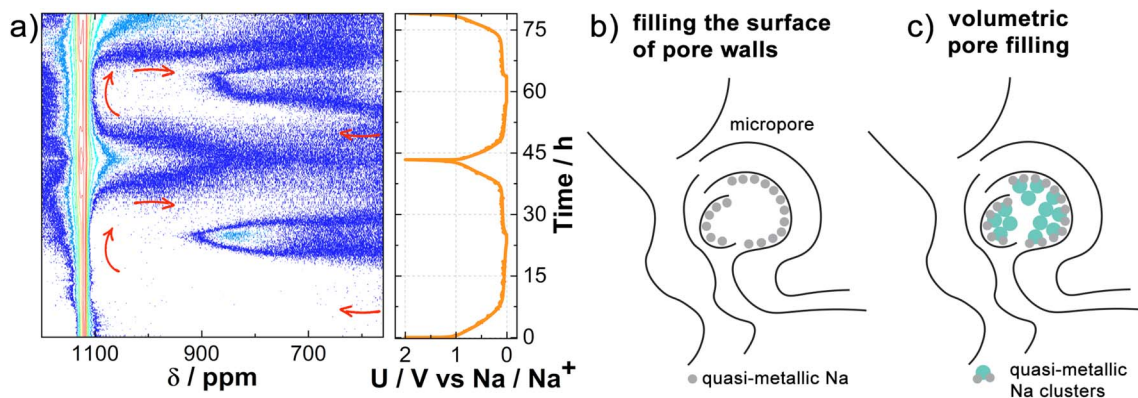 a)
1100
900
700
δ / ppm
75
60
45
30
15
0
Time / h
2
1
0
U / V vs Na / Na⁺
b) filling the surface
of pore walls
micropore
quasi-metallic Na
c) volumetric
pore filling
quasi-metallic
Na clusters